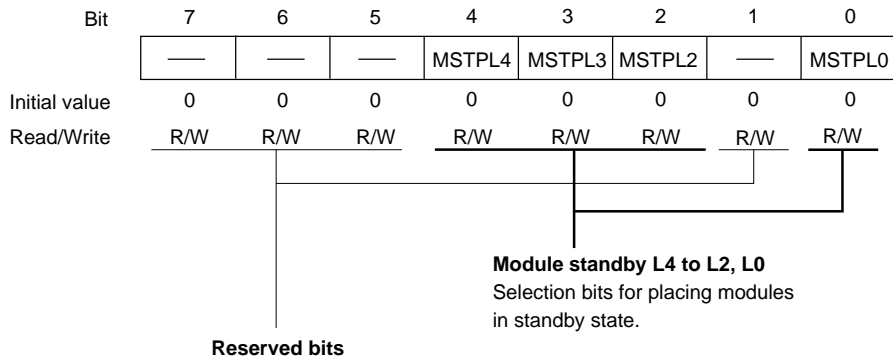 Bit 7 6 5 4 3 2 1 0
— — — MSTPL4 MSTPL3 MSTPL2 — MSTPL0
Initial value 0 0 0 0 0 0 0 0
Read/Write R/W R/W R/W R/W R/W R/W R/W R/W
Module standby L4 to L2, L0
Selection bits for placing modules
in standby state.
Reserved bits